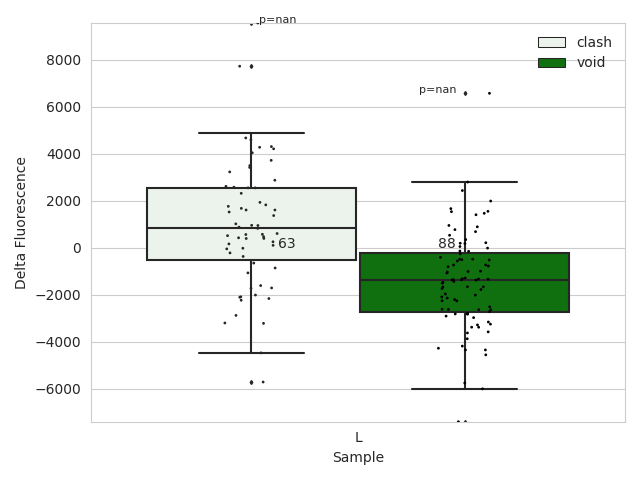 p=nan
clash
void
p=nan
8000
6000
4000
2000
0
−2000
−4000
−6000
63
88
Delta Fluorescence
L
Sample